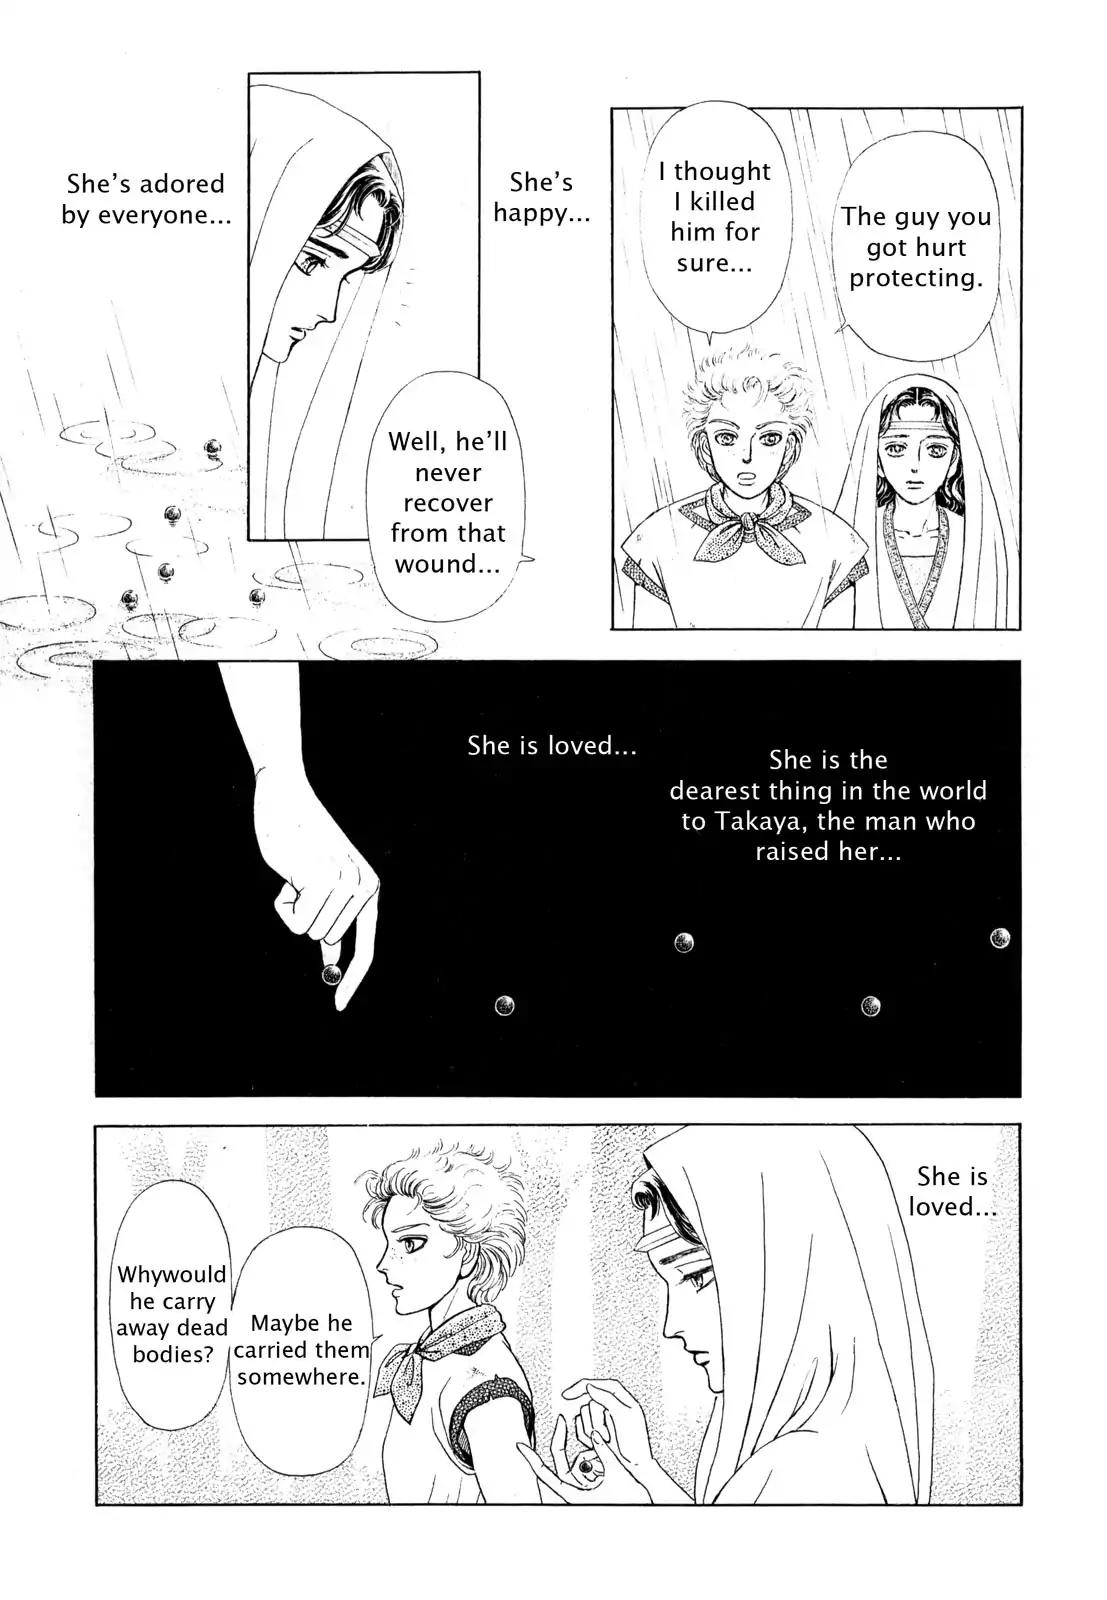 The guy you
got hurt
protecting.
I thought
I killed
him for
sure...
She's
happy...
Well, he'll
never
recover
from that
wound...
She's adored
by everyone...
She is the
dearest thing in the world
to Takaya, the man who
raised her...
She is loved...
She is
loved...
Maybe he
carried them
somewhere.
Whywould
he carry
away dead
bodies?